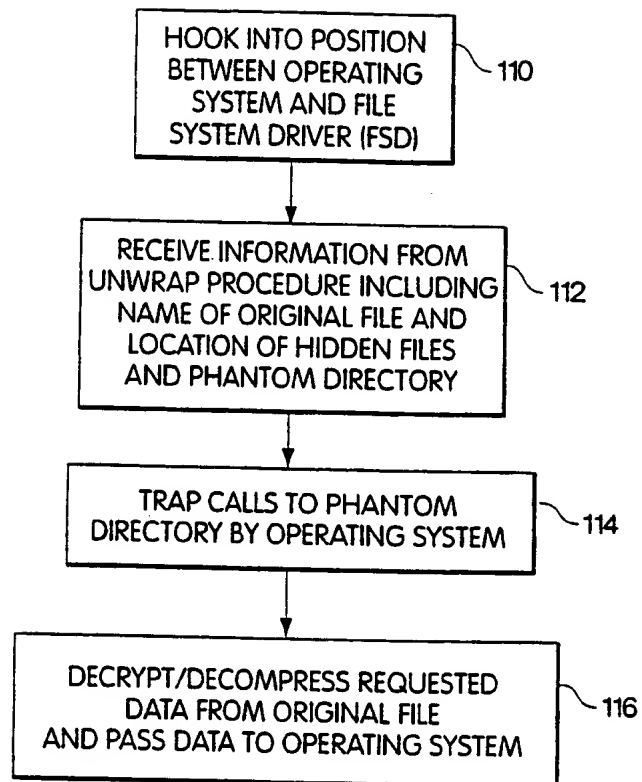 HOOK INTO POSITION
BETWEEN OPERATING
SYSTEM AND FILE
SYSTEM DRIVER (FSD)
110
RECEIVE INFORMATION FROM
UNWRAP PROCEDURE INCLUDING
NAME OF ORIGINAL FILE AND
LOCATION OF HIDDEN FILES
AND PHANTOM DIRECTORY
112
TRAP CALLS TO PHANTOM
DIRECTORY BY OPERATING SYSTEM
114
DECRYPT/DECOMPRESS REQUESTED
DATA FROM ORIGINAL FILE
AND PASS DATA TO OPERATING SYSTEM
116